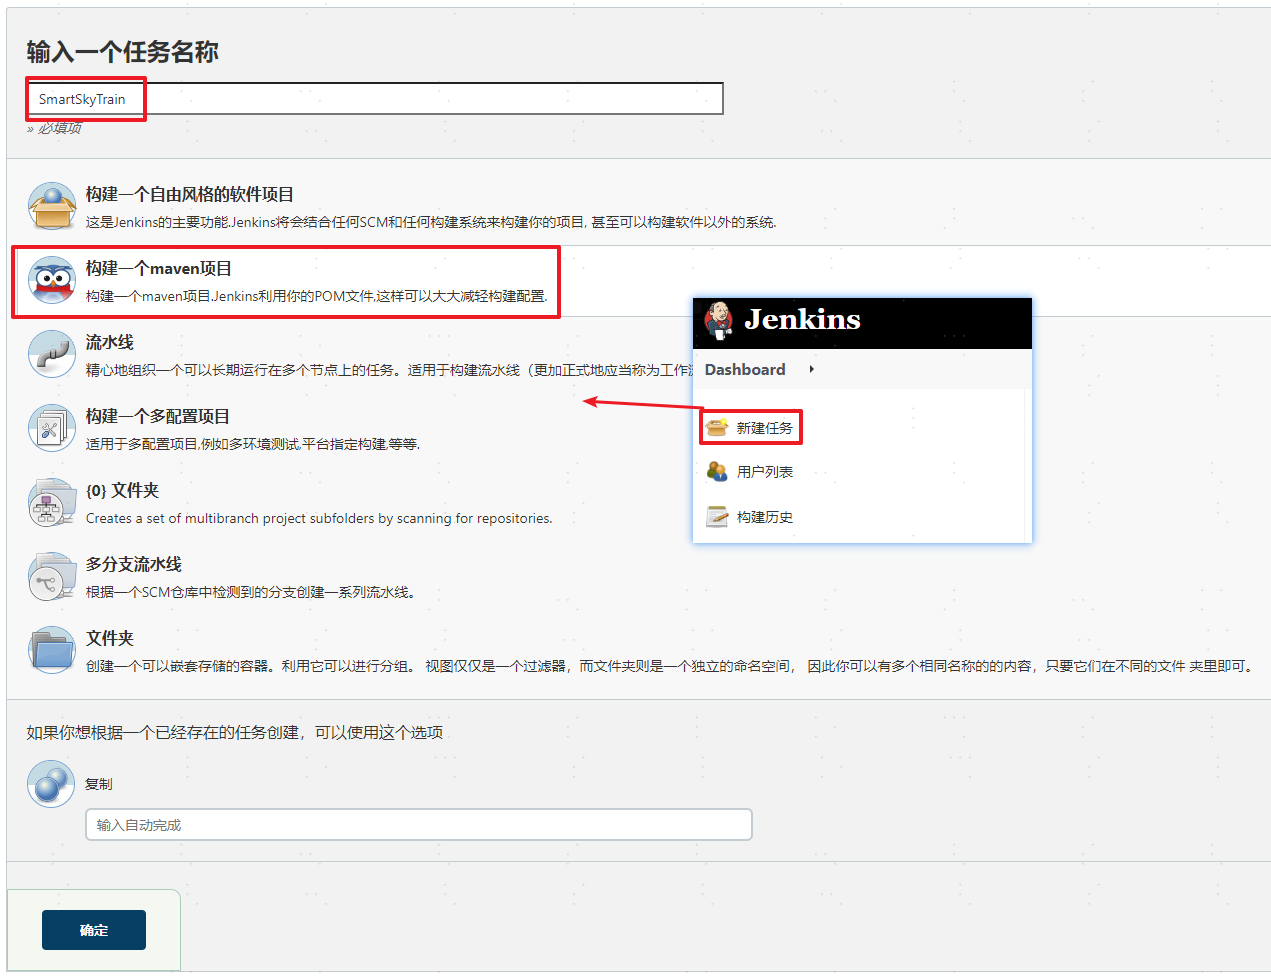 输入一个任务名称
SmartSkyTrain
» 必填项
构建一个自由风格的软件项目
这是Jenkins的主要功能.Jenkins将会结合任何SCM和任何构建系统来构建你的项目, 甚至可以构建软件以外的系统.
构建一个maven项目
构建一个maven项目.Jenkins利用你的POM文件,这样可以大大减轻构建配置.
流水线
精心地组织一个可以长期运行在多个节点上的任务。适用于构建流水线（更加正式地应当称为工作
构建一个多配置项目
适用于多配置项目,例如多环境测试,平台指定构建,等等.
{0} 文件夹
Creates a set of multibranch project subfolders by scanning for repositories.
多分支流水线
根据一个SCM仓库中检测到的分支创建一系列流水线。
文件夹
创建一个可以嵌套存储的容器。利用它可以进行分组。 视图仅仅是一个过滤器，而文件夹则是一个独立的命名空间， 因此你可以有多个相同名称的的内容，只要它们在不同的文件 夹里即可。
Jenkins
Dashboard
新建任务
用户列表
构建历史
如果你想根据一个已经存在的任务创建，可以使用这个选项
复制
输入自动完成
确定